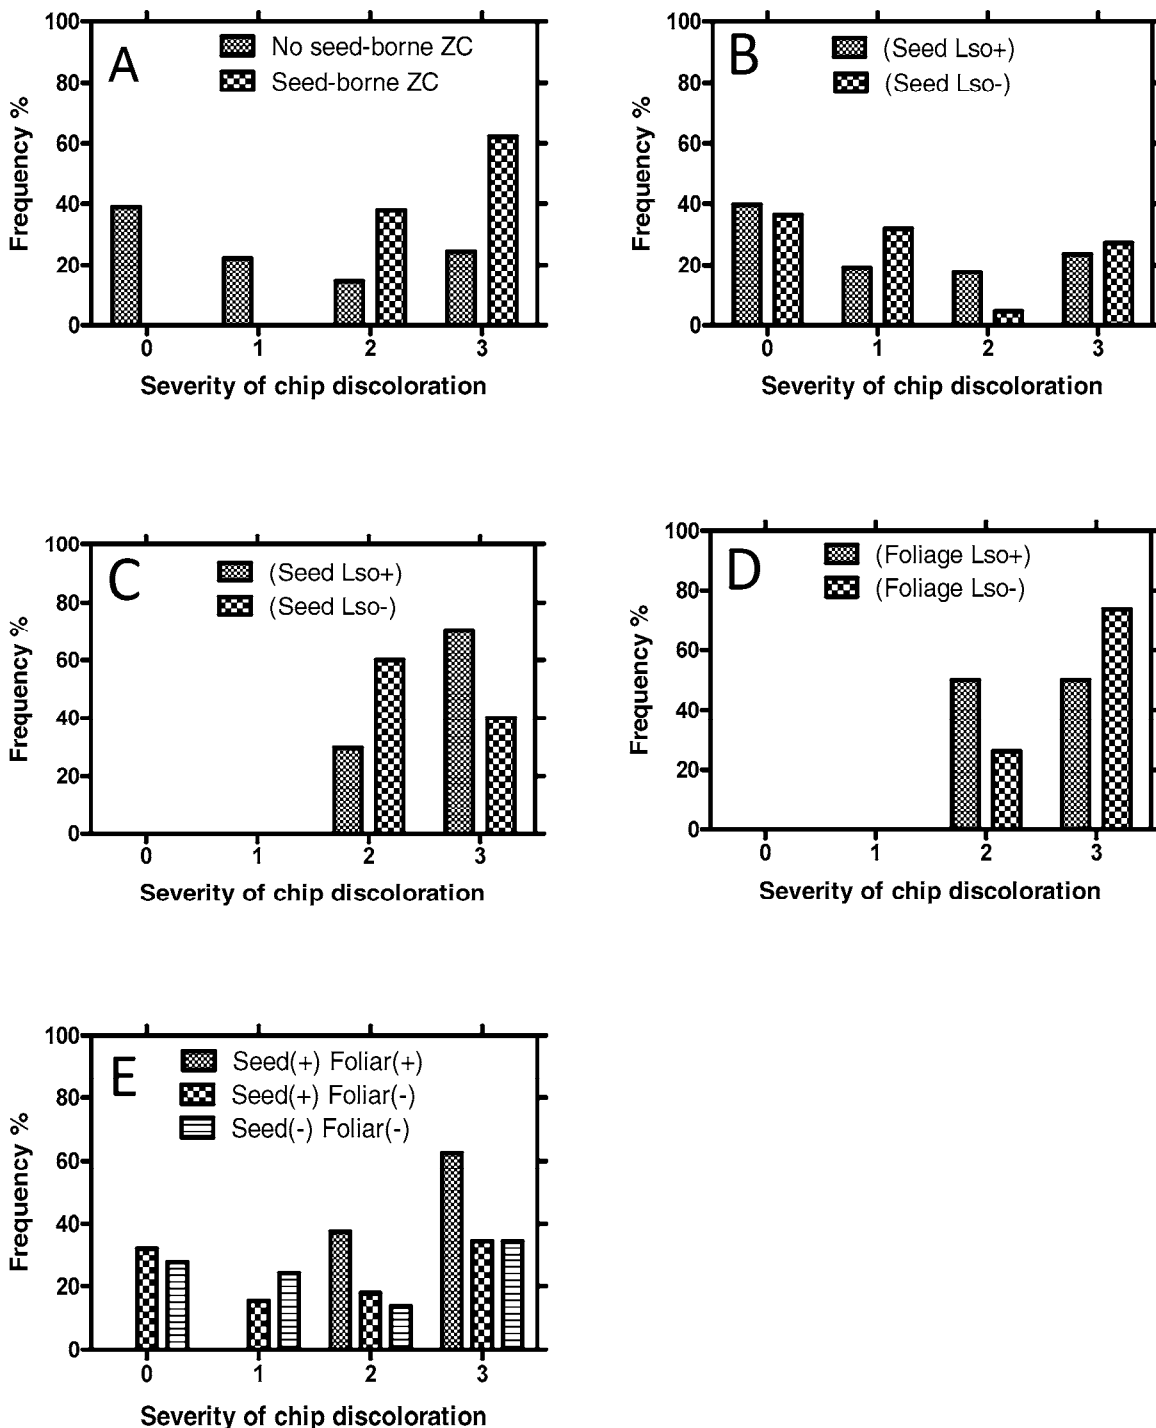 A
No seed-borne ZC
Seed-borne ZC
Frequency %
100
80
60
40
20
0
0 1 2 3
Severity of chip discoloration
B
(Seed Lso+)
(Seed Lso-)
Frequency %
100
80
60
40
20
0
0 1 2 3
Severity of chip discoloration
C
(Seed Lso+)
(Seed Lso-)
Frequency %
100
80
60
40
20
0
0 1 2 3
Severity of chip discoloration
D
(Foliage Lso+)
(Foliage Lso-)
Frequency %
100
80
60
40
20
0
0 1 2 3
Severity of chip discoloration
E
Seed(+) Foliar(+)
Seed(+) Foliar(-)
Seed(-) Foliar(-)
Frequency %
100
80
60
40
20
0
0 1 2 3
Severity of chip discoloration